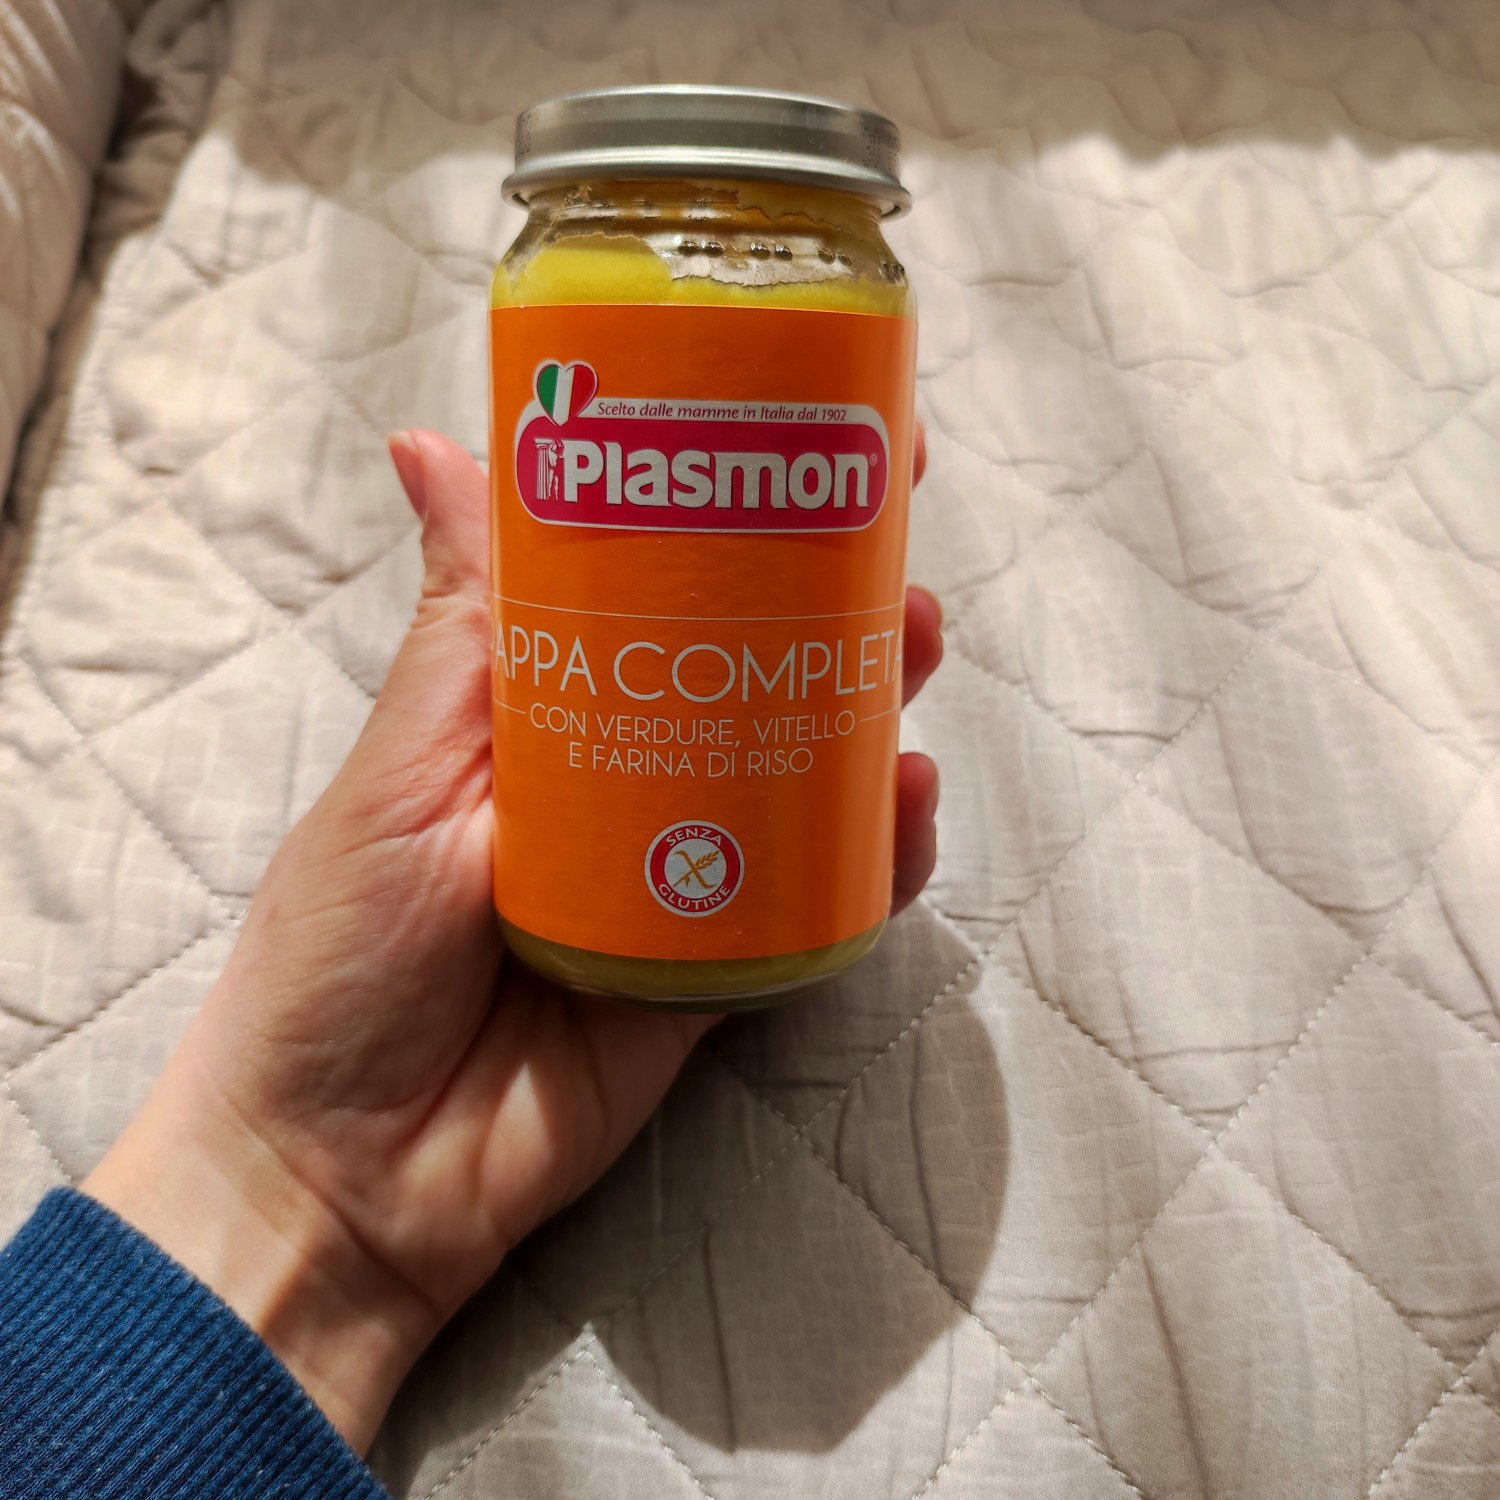 Scelto dalle mamme in Italia dal 1902
Plasmon®
APPA COMPLETA
CON VERDURE, VITELLO
E FARINA DI RISO
SENZA
GLUTINE